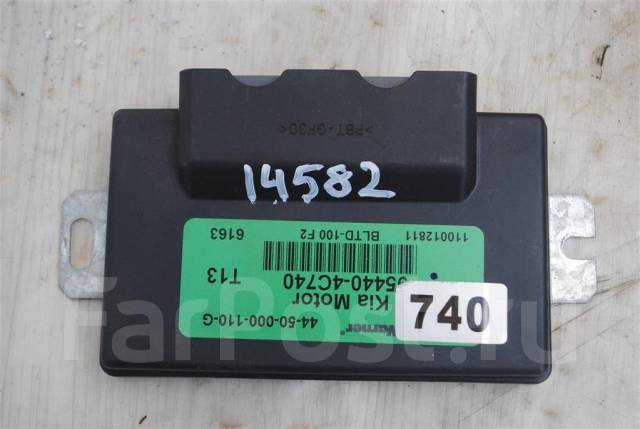 >PBT-GF30<
14582
740
Warner
44-50-000-110-G
Kia Motor
95440-4C740
T13
BLTD-100 F2
110012811
6163
FarPost.ru